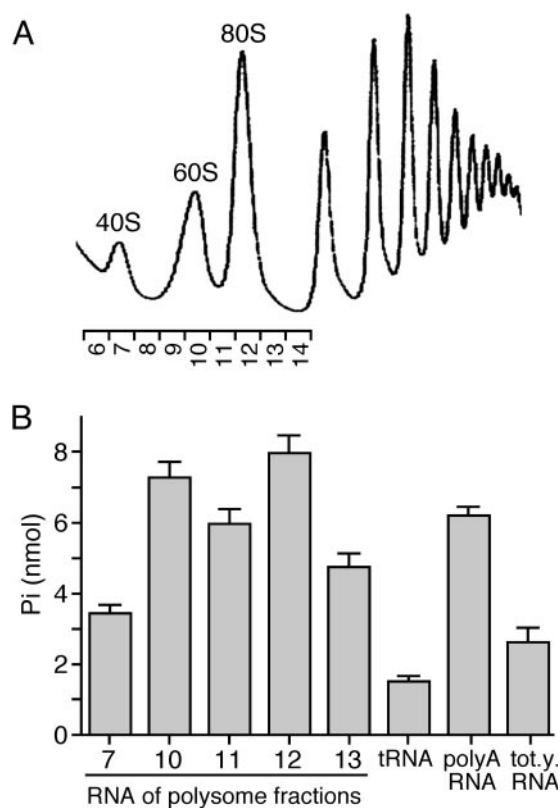 A
80S
60S
40S
6 7 8 9 10 11 12 13 14
B
8
6
4
2
0
Pi (nmol)
7 10 11 12 13 tRNA polyA tot.y.
RNA RNA
RNA of polysome fractions